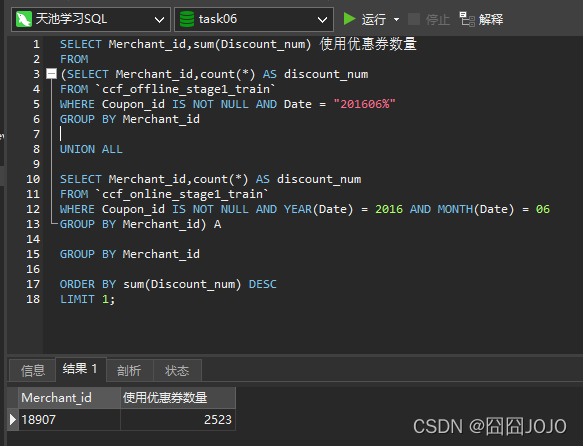 天池学习SQL task06 运行 停止 解释
1 SELECT Merchant_id,sum(Discount_num) 使用优惠券数量
2 FROM
3 (SELECT Merchant_id,count(*) AS discount_num
4 FROM `ccf_offline_stage1_train`
5 WHERE Coupon_id IS NOT NULL AND Date = "201606%"
6 GROUP BY Merchant_id
7
8 UNION ALL
9
10 SELECT Merchant_id,count(*) AS discount_num
11 FROM `ccf_online_stage1_train`
12 WHERE Coupon_id IS NOT NULL AND YEAR(Date) = 2016 AND MONTH(Date) = 06
13 GROUP BY Merchant_id) A
14
15 GROUP BY Merchant_id
16
17 ORDER BY sum(Discount_num) DESC
18 LIMIT 1;
信息 结果 1 剖析 状态
Merchant_id 使用优惠券数量
18907 2523
CSDN @囧囧JOJO